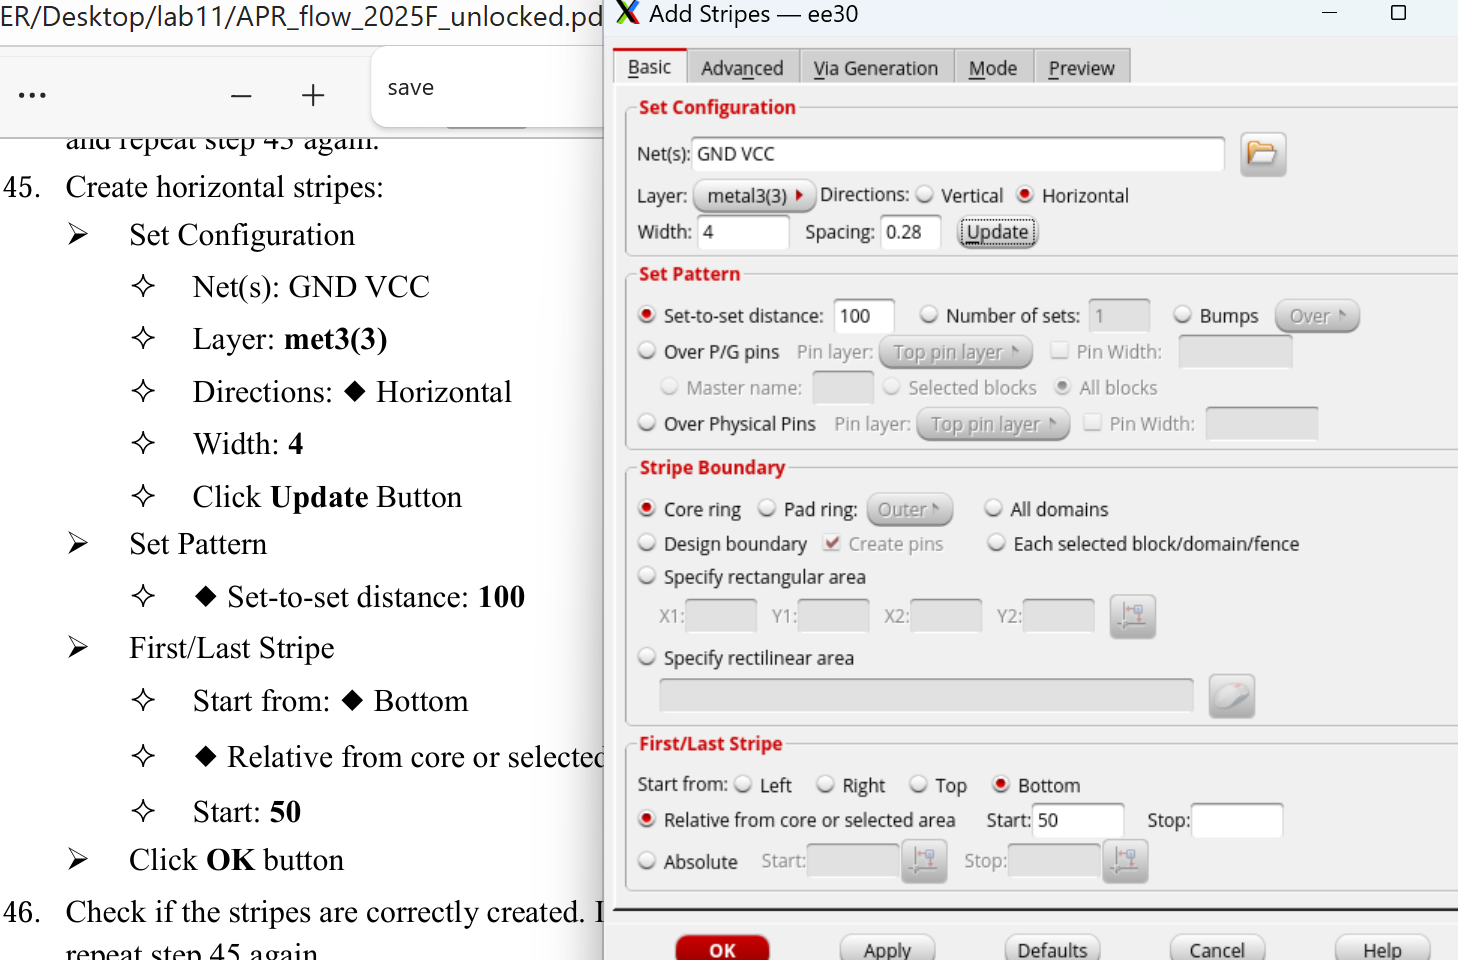 ER/Desktop/lab11/APR_flow_2025F_unlocked.pd
save
and repeat step 45 again.
45. Create horizontal stripes:
➢ Set Configuration
✧ Net(s): GND VCC
✧ Layer: met3(3)
✧ Directions: ◆ Horizontal
✧ Width: 4
✧ Click Update Button
➢ Set Pattern
✧ ◆ Set-to-set distance: 100
➢ First/Last Stripe
✧ Start from: ◆ Bottom
✧ ◆ Relative from core or selected
✧ Start: 50
➢ Click OK button
46. Check if the stripes are correctly created. I
repeat step 45 again
Add Stripes — ee30
Basic Advanced Via Generation Mode Preview
Set Configuration
Net(s): GND VCC
Layer: metal3(3) Directions: Vertical Horizontal
Width: 4 Spacing: 0.28 Update
Set Pattern
Set-to-set distance: 100 Number of sets: 1 Bumps Over
Over P/G pins Pin layer: Top pin layer Pin Width:
Master name: Selected blocks All blocks
Over Physical Pins Pin layer: Top pin layer Pin Width:
Stripe Boundary
Core ring Pad ring: Outer All domains
Design boundary Create pins Each selected block/domain/fence
Specify rectangular area
X1: Y1: X2: Y2:
Specify rectilinear area
First/Last Stripe
Start from: Left Right Top Bottom
Relative from core or selected area Start: 50 Stop:
Absolute Start: Stop:
OK Apply Defaults Cancel Help